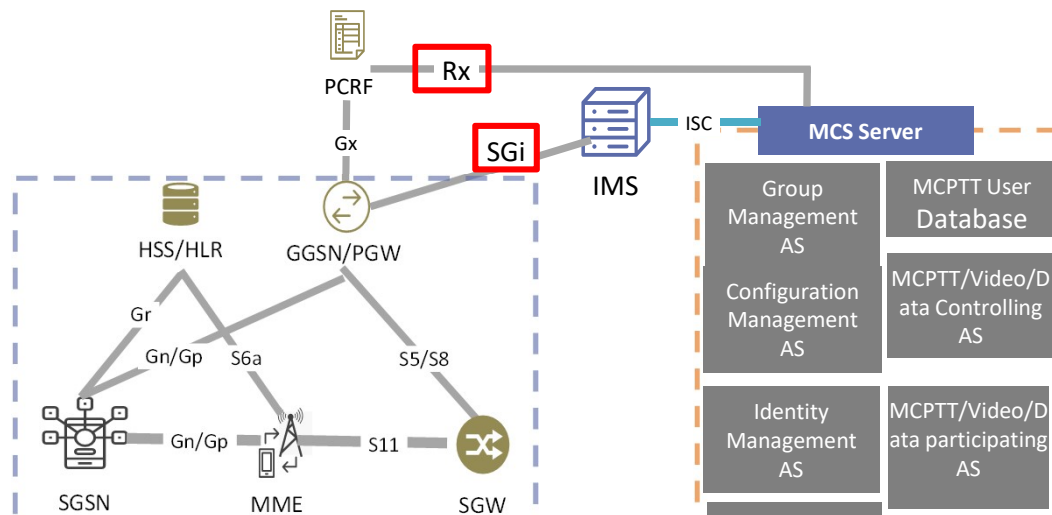 PCRF
Rx
Gx
SGi
IMS
ISC
MCS Server
HSS/HLR
GGSN/PGW
Gr
Gn/Gp
S6a
S5/S8
Gn/Gp
S11
SGSN
MME
SGW
Group
Management
AS
MCPTT User
Database
Configuration
Management
AS
MCPTT/Video/D
ata Controlling
AS
Identity
Management
AS
MCPTT/Video/D
ata participating
AS